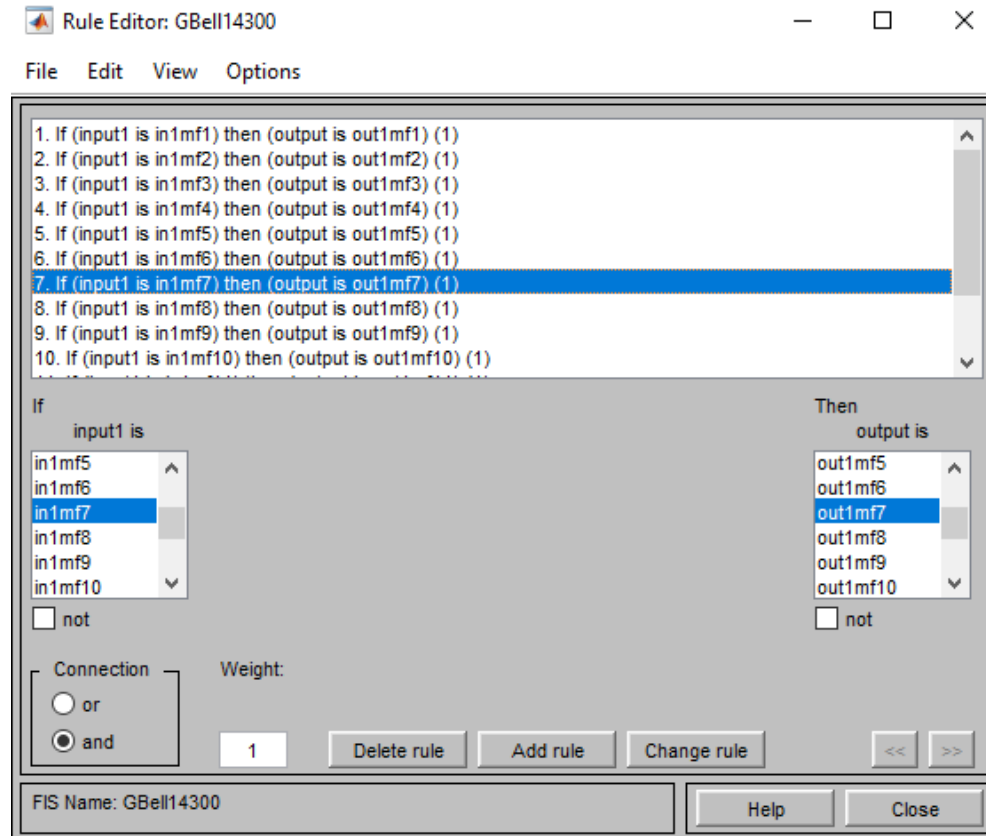 Rule Editor: GBell14300
File Edit View Options
1. If (input1 is in1mf1) then (output is out1mf1) (1)
2. If (input1 is in1mf2) then (output is out1mf2) (1)
3. If (input1 is in1mf3) then (output is out1mf3) (1)
4. If (input1 is in1mf4) then (output is out1mf4) (1)
5. If (input1 is in1mf5) then (output is out1mf5) (1)
6. If (input1 is in1mf6) then (output is out1mf6) (1)
7. If (input1 is in1mf7) then (output is out1mf7) (1)
8. If (input1 is in1mf8) then (output is out1mf8) (1)
9. If (input1 is in1mf9) then (output is out1mf9) (1)
10. If (input1 is in1mf10) then (output is out1mf10) (1)
If
input1 is
in1mf5
in1mf6
in1mf7
in1mf8
in1mf9
in1mf10
not
Then
output is
out1mf5
out1mf6
out1mf7
out1mf8
out1mf9
out1mf10
not
Connection
or
and
Weight:
1
Delete rule
Add rule
Change rule
<<
>>
FIS Name: GBell14300
Help
Close